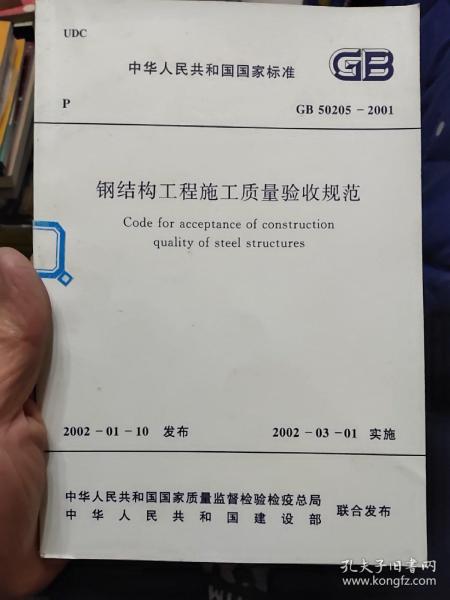 UDC
中华人民共和国国家标准
GB
P
GB 50205－2001
钢结构工程施工质量验收规范
Code for acceptance of construction
quality of steel structures
2002－01－10 发布
2002－03－01 实施
中华人民共和国国家质量监督检验检疫总局
中华人民共和国建设部
联合发布
孔夫子旧书网
www.kongfz.com